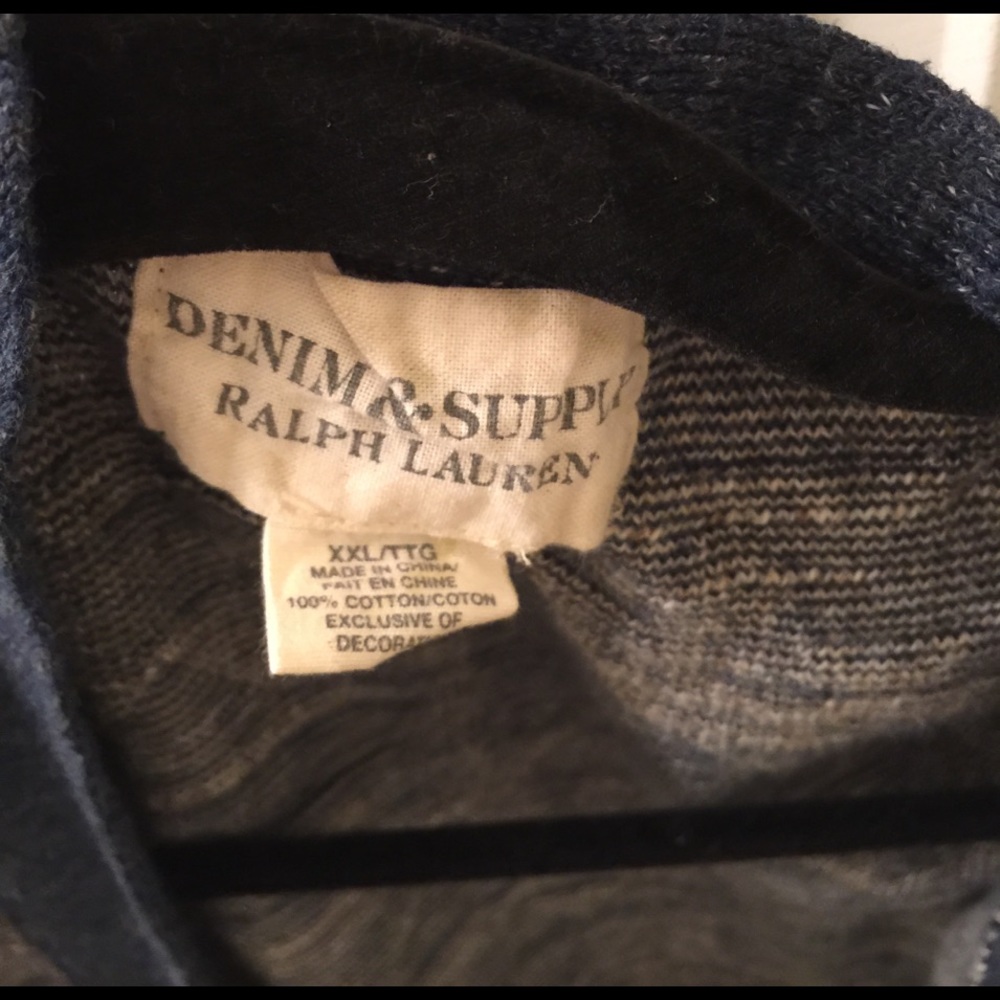 DENIM & SUPPLY
RALPH LAUREN
XXL/TTG
MADE IN CHINA/
FAIT EN CHINE
100% COTTON/COTON
EXCLUSIVE OF